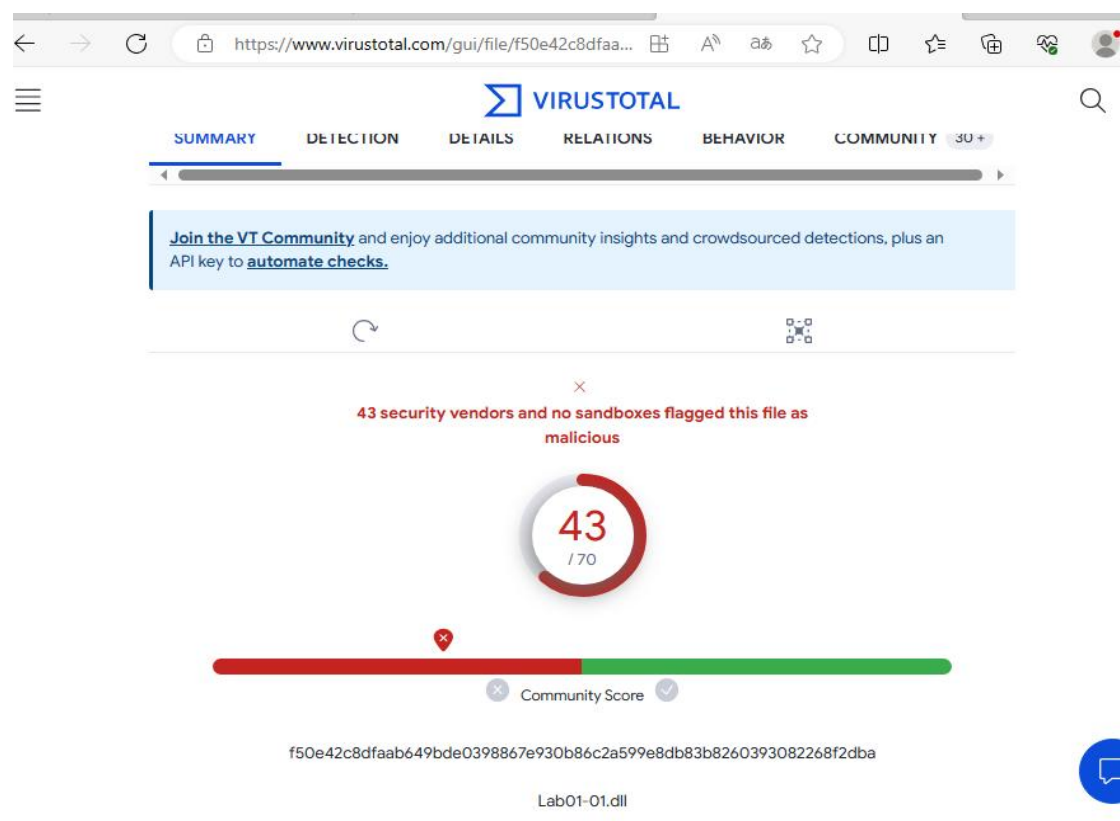 https://www.virustotal.com/gui/file/f50e42c8dfaa...
VIRUSTOTAL
SUMMARY DETECTION DETAILS RELATIONS BEHAVIOR COMMUNITY 30+
Join the VT Community and enjoy additional community insights and crowdsourced detections, plus an
API key to automate checks.
43 security vendors and no sandboxes flagged this file as
malicious
43
/ 70
Community Score
f50e42c8dfaab649bde0398867e930b86c2a599e8db83b8260393082268f2dba
Lab01-01.dll